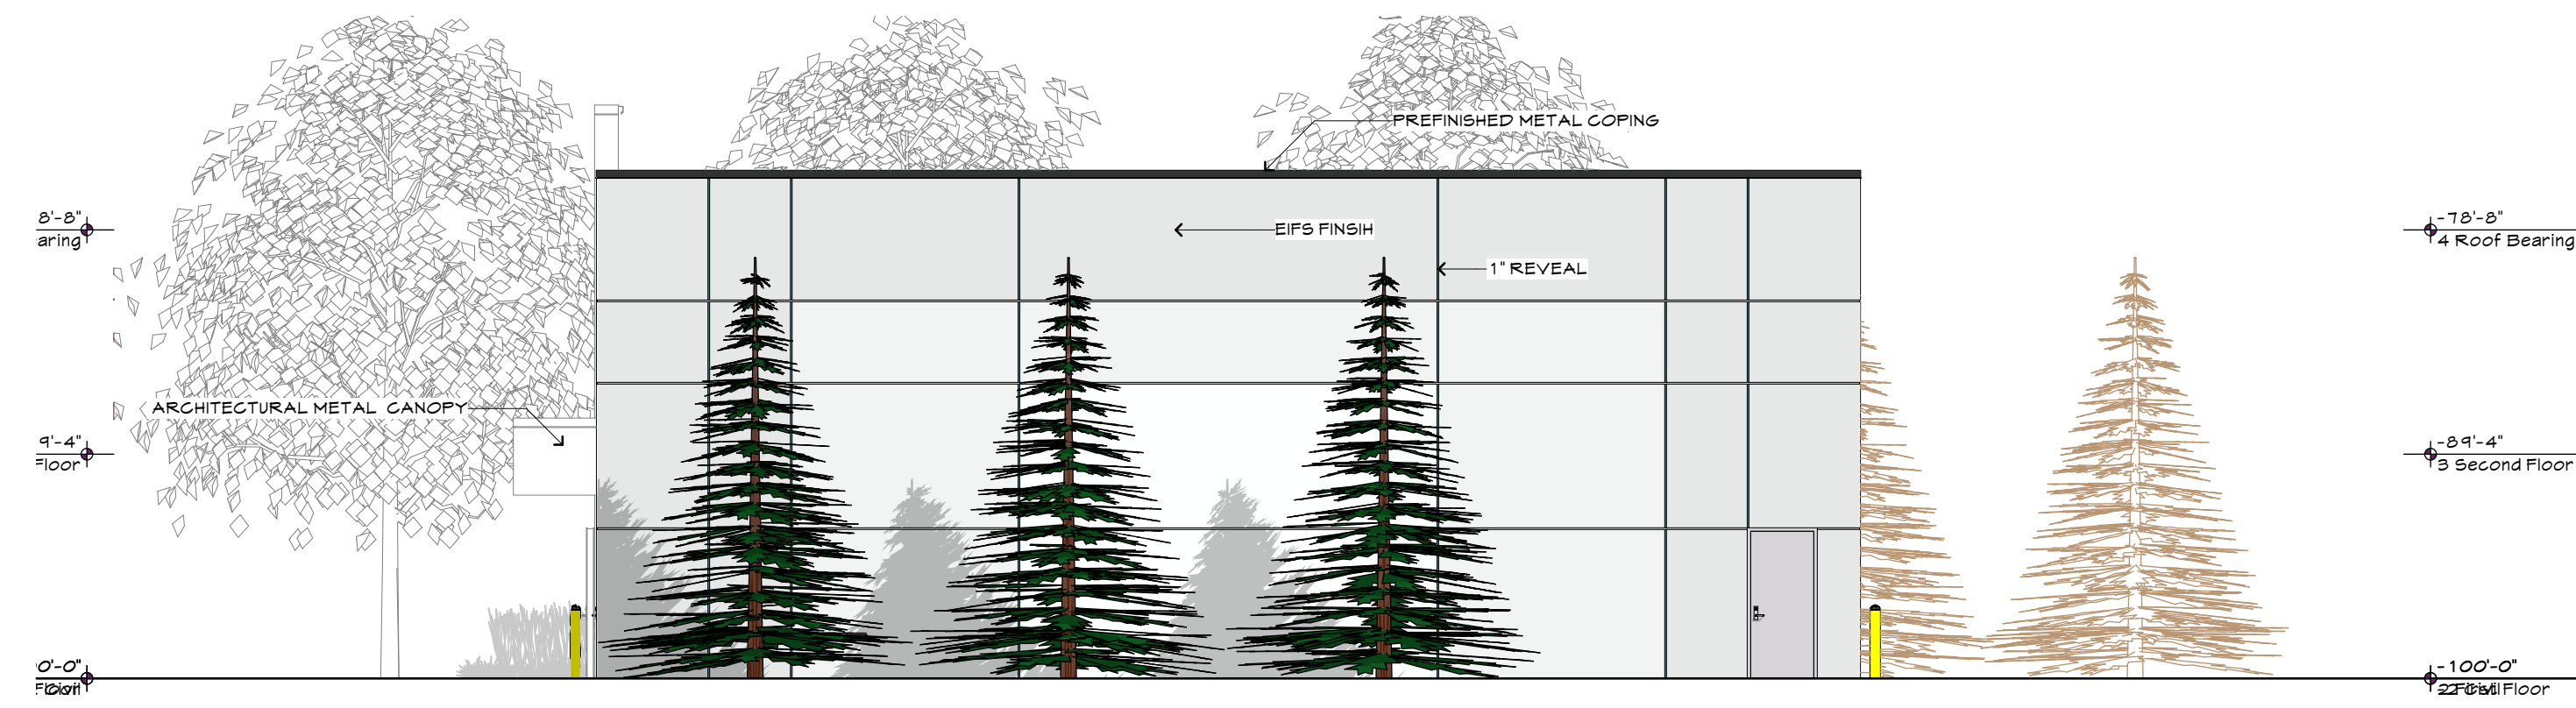 PREFINISHED METAL COPING
8'-8"
aring
EIFS FINSIH
-78'-8"
4 Roof Bearing
1" REVEAL
ARCHITECTURAL METAL CANOPY
9'-4"
Floor
-89'-4"
3 Second Floor
0'-0"
-100'-0"
Floor